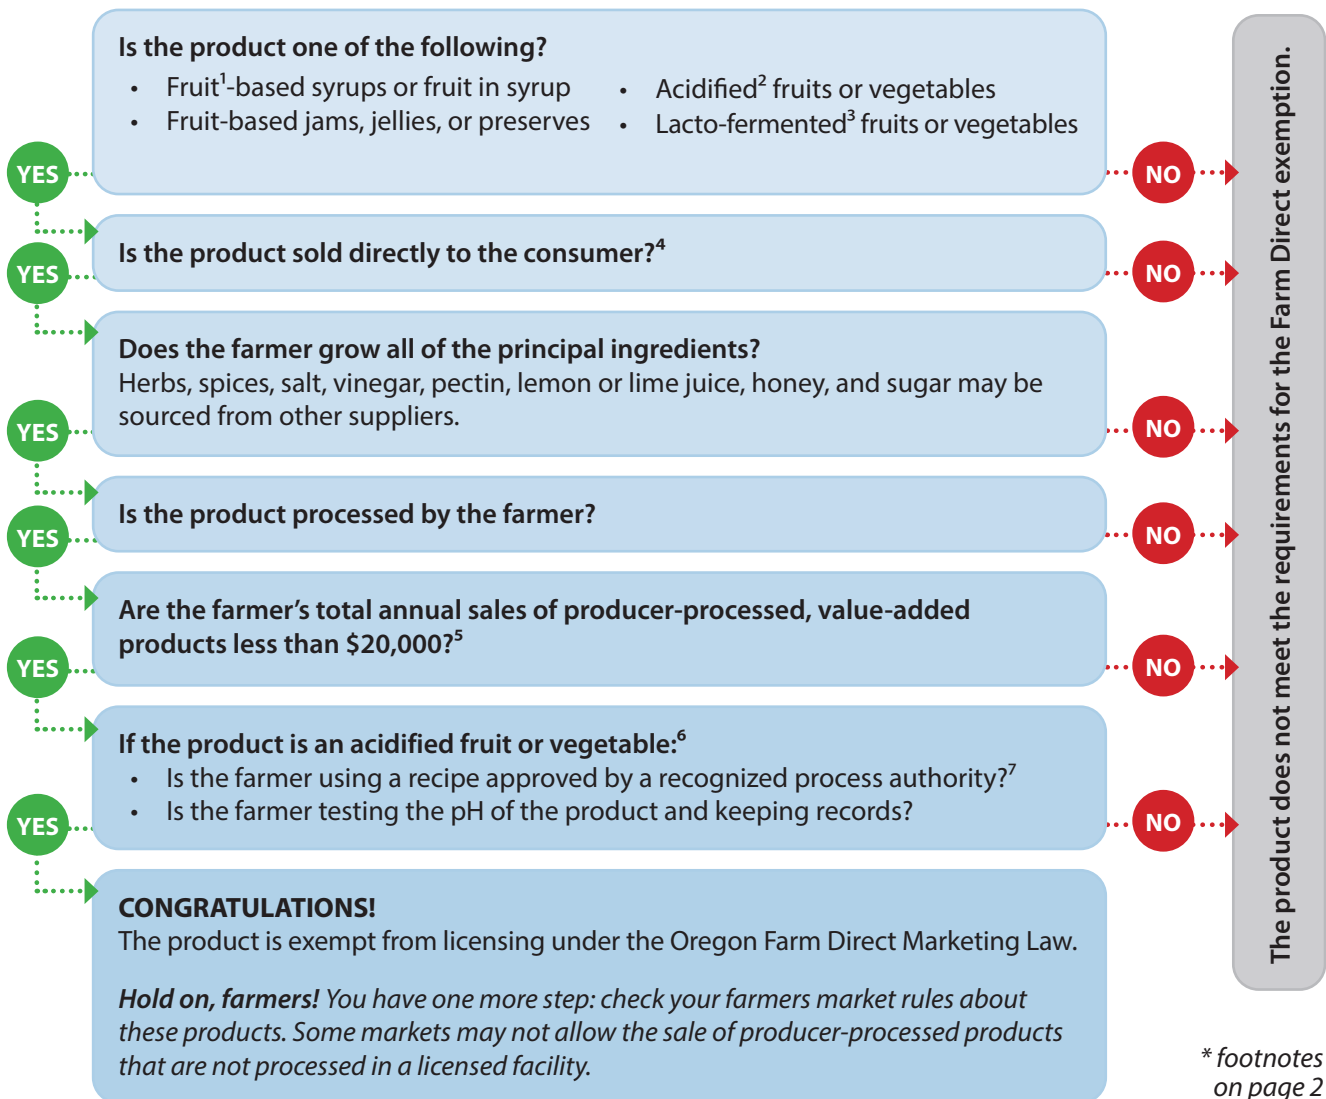 Is the product one of the following?
• Fruit¹-based syrups or fruit in syrup
• Fruit-based jams, jellies, or preserves
• Acidified² fruits or vegetables
• Lacto-fermented³ fruits or vegetables
YES
NO
Is the product sold directly to the consumer?⁴
YES
NO
Does the farmer grow all of the principal ingredients?
Herbs, spices, salt, vinegar, pectin, lemon or lime juice, honey, and sugar may be
sourced from other suppliers.
YES
NO
Is the product processed by the farmer?
YES
NO
Are the farmer’s total annual sales of producer-processed, value-added
products less than $20,000?⁵
YES
NO
If the product is an acidified fruit or vegetable:⁶
• Is the farmer using a recipe approved by a recognized process authority?⁷
• Is the farmer testing the pH of the product and keeping records?
YES
NO
CONGRATULATIONS!
The product is exempt from licensing under the Oregon Farm Direct Marketing Law.
Hold on, farmers! You have one more step: check your farmers market rules about
these products. Some markets may not allow the sale of producer-processed products
that are not processed in a licensed facility.
The product does not meet the requirements for the Farm Direct exemption.
* footnotes
on page 2